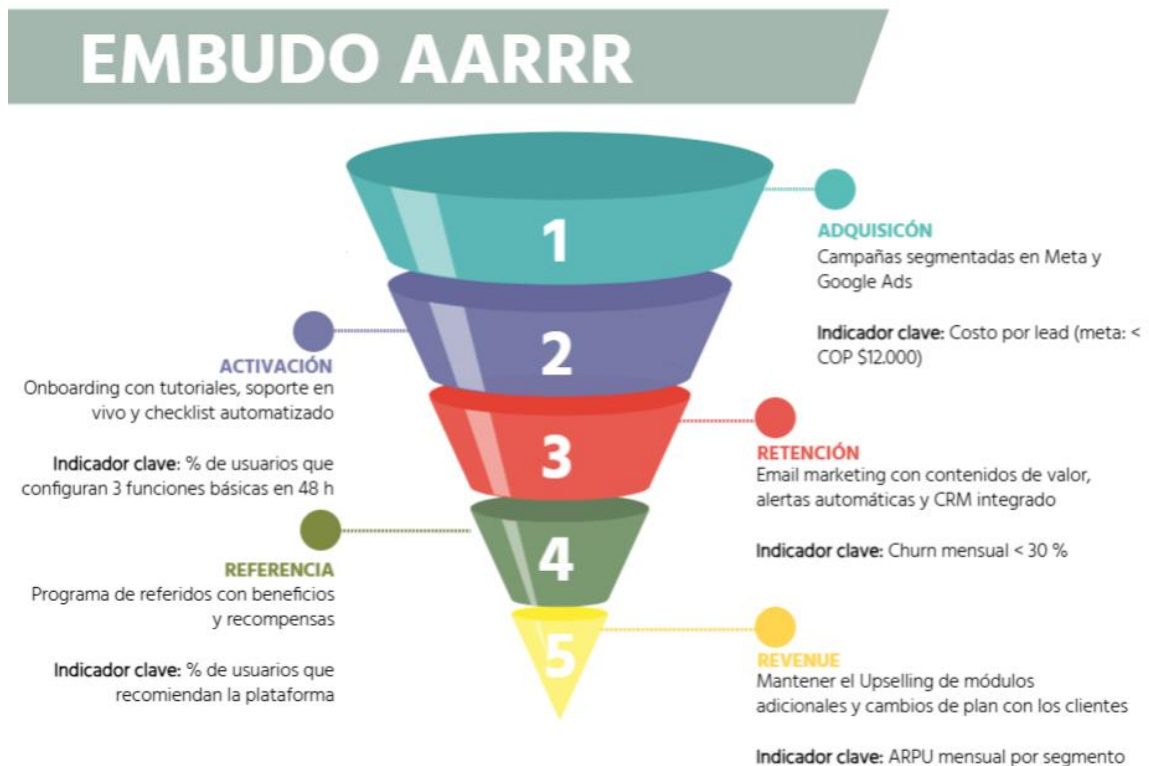 EMBUDO AARRR
1
ADQUISICÓN
Campañas segmentadas en Meta y
Google Ads
Indicador clave: Costo por lead (meta: <
COP $12.000)
2
ACTIVACIÓN
Onboarding con tutoriales, soporte en
vivo y checklist automatizado
Indicador clave: % de usuarios que
configuran 3 funciones básicas en 48 h
3
RETENCIÓN
Email marketing con contenidos de valor,
alertas automáticas y CRM integrado
Indicador clave: Churn mensual < 30 %
4
REFERENCIA
Programa de referidos con beneficios
y recompensas
Indicador clave: % de usuarios que
recomiendan la plataforma
5
REVENUE
Mantener el Upselling de módulos
adicionales y cambios de plan con los clientes
Indicador clave: ARPU mensual por segmento